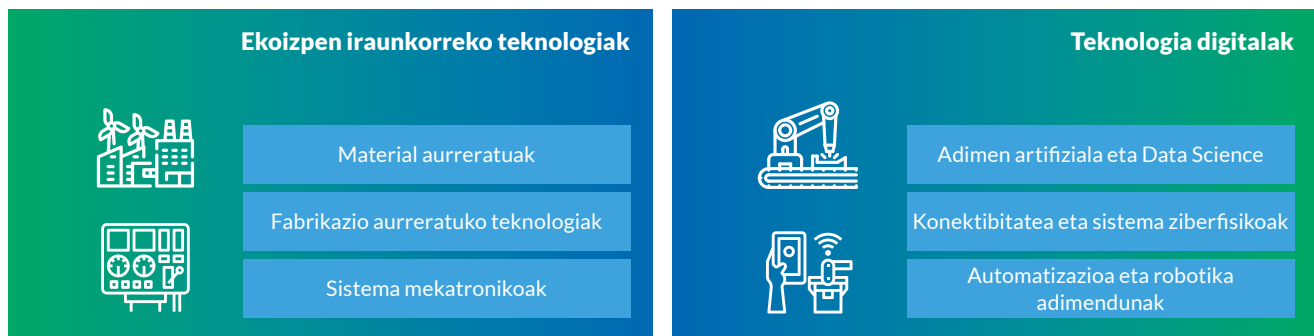 Ekoizpen iraunkorreko teknologiak
Material aurreratuak
Fabrikazio aurreratuko teknologiak
Sistema mekatronikoak
Teknologia digitalak
Adimen artifiziala eta Data Science
Konektibitatea eta sistema ziberfisikoak
Automatizazioa eta robotika
adimendunak